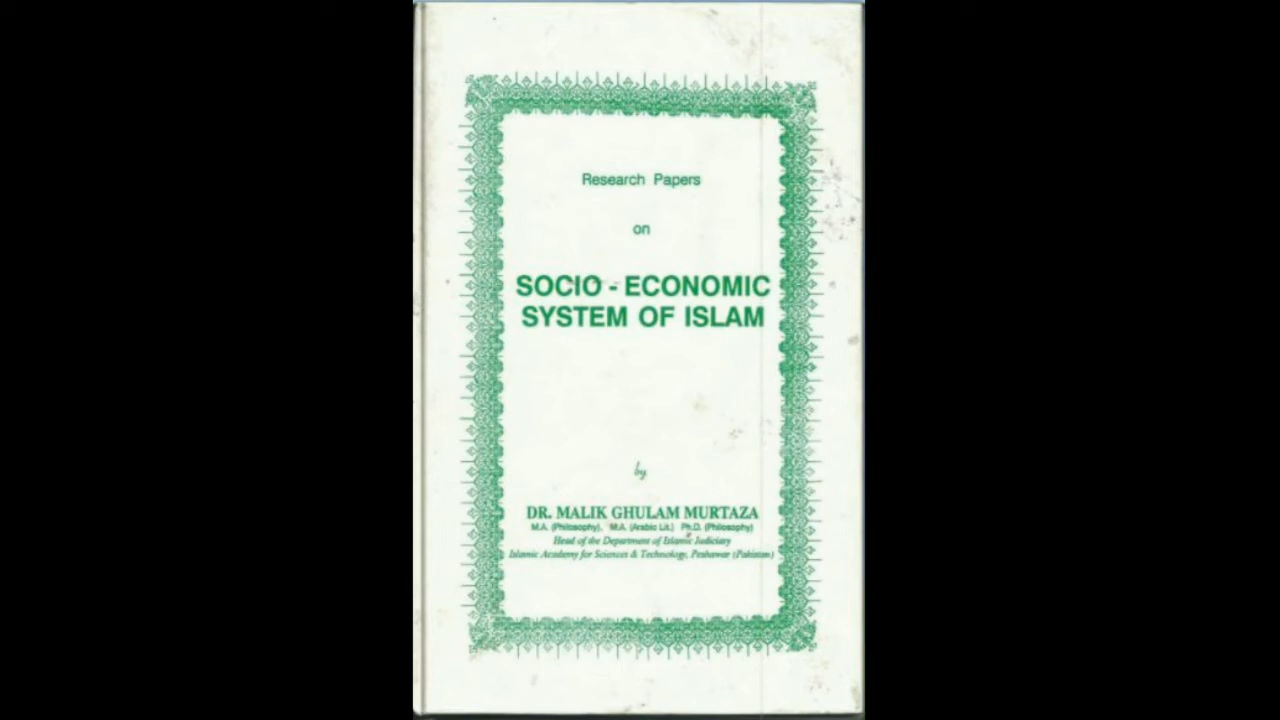 Research Papers
on
SOCIO - ECONOMIC
SYSTEM OF ISLAM
by
DR. MALIK GHULAM MURTAZA
M.A. (Philosophy), M.A. (Arabic Lit.) Ph.D. (Philosophy)
Head of the Department of Islamic Judiciary
Islamic Academy for Sciences & Technology, Peshawar (Pakistan)